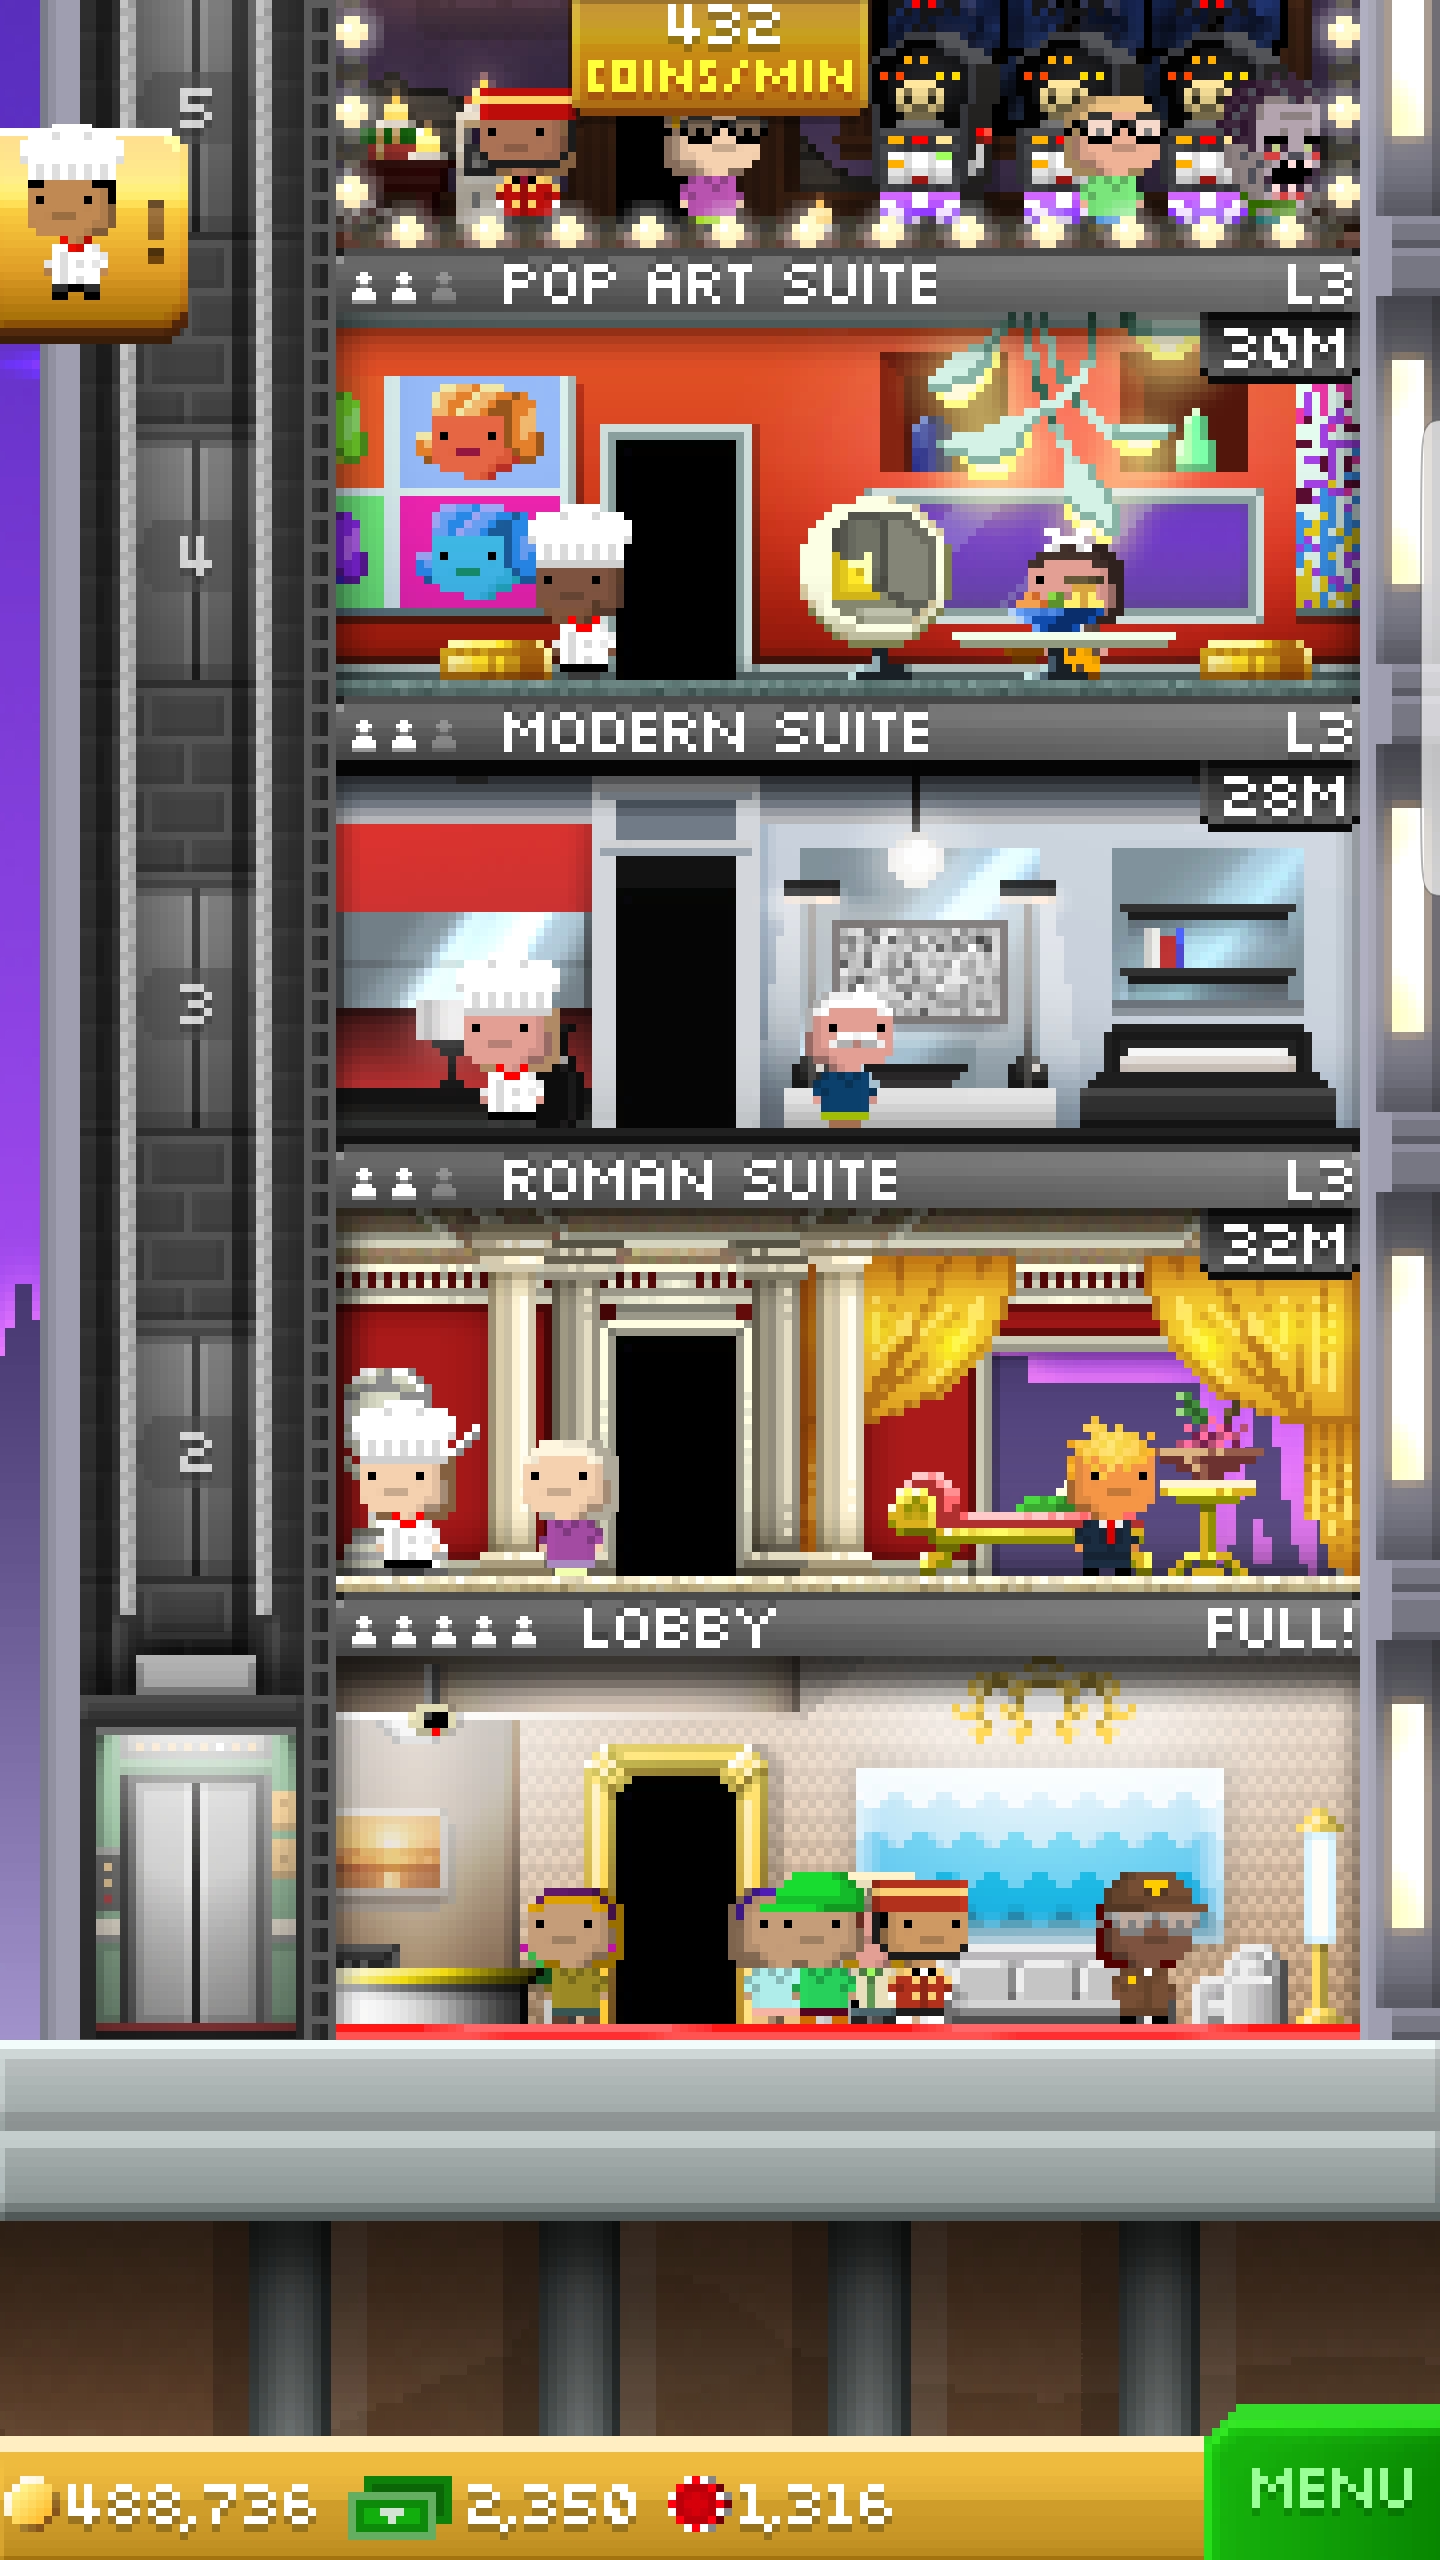 432
COINS/MIN
5
POP ART SUITE L3
30M
4
MODERN SUITE L3
28M
3
ROMAN SUITE L3
32M
2
LOBBY FULL!
488,736 2,350 1,316
MENU